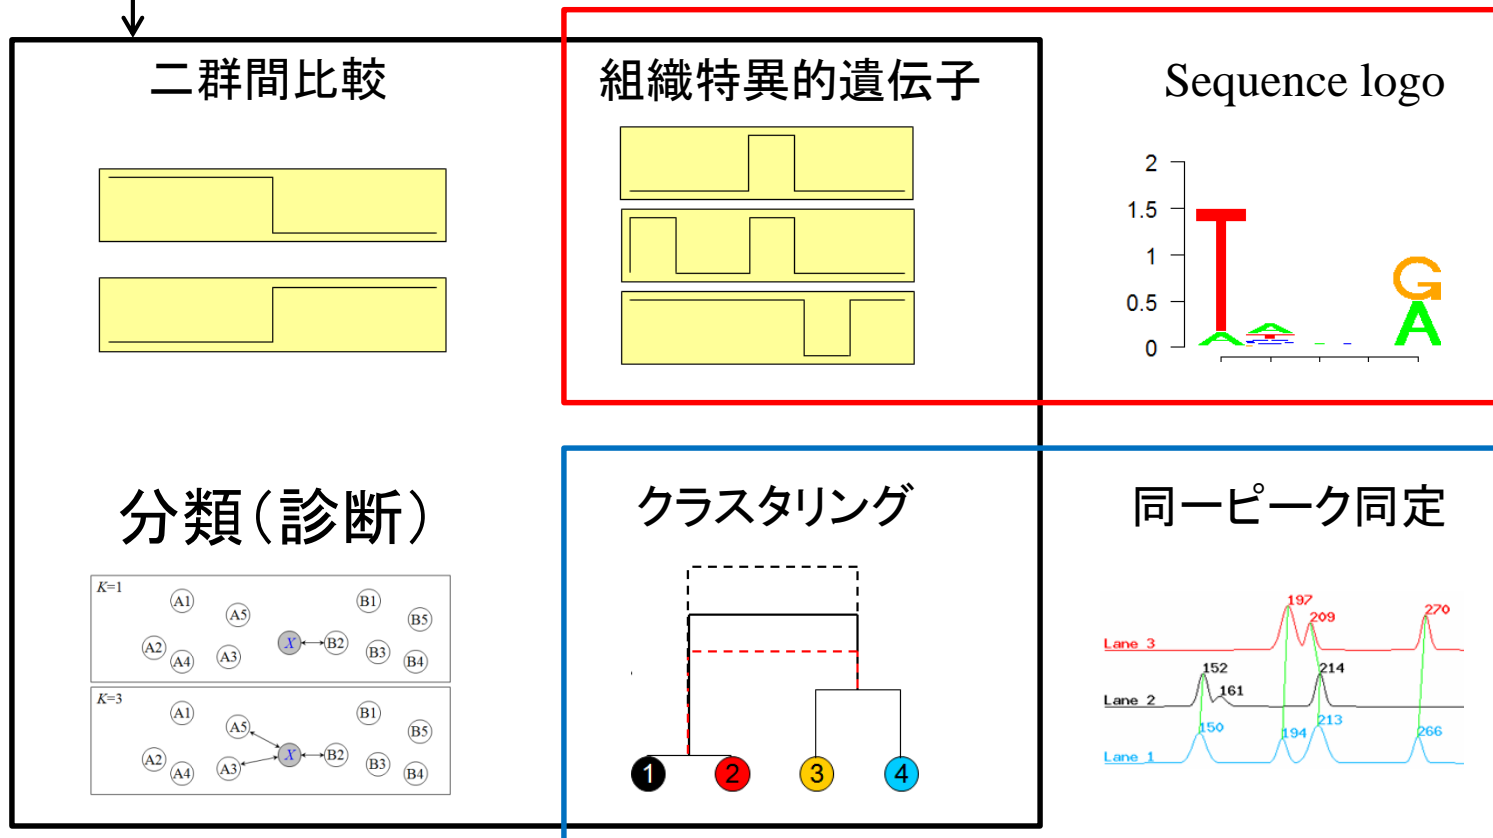 二群間比較
組織特異的遺伝子
Sequence logo
2
1.5
1
0.5
0
T
A
A
G
A
分類(診断)
K=1
A1
A5
A2
A4
A3
X
B2
B1
B5
B3
B4
K=3
A1
A5
A2
A4
A3
X
B2
B1
B5
B3
B4
クラスタリング
1 2 3 4
同一ピーク同定
197
209
270
Lane 3
152
161
214
Lane 2
150
194
213
266
Lane 1